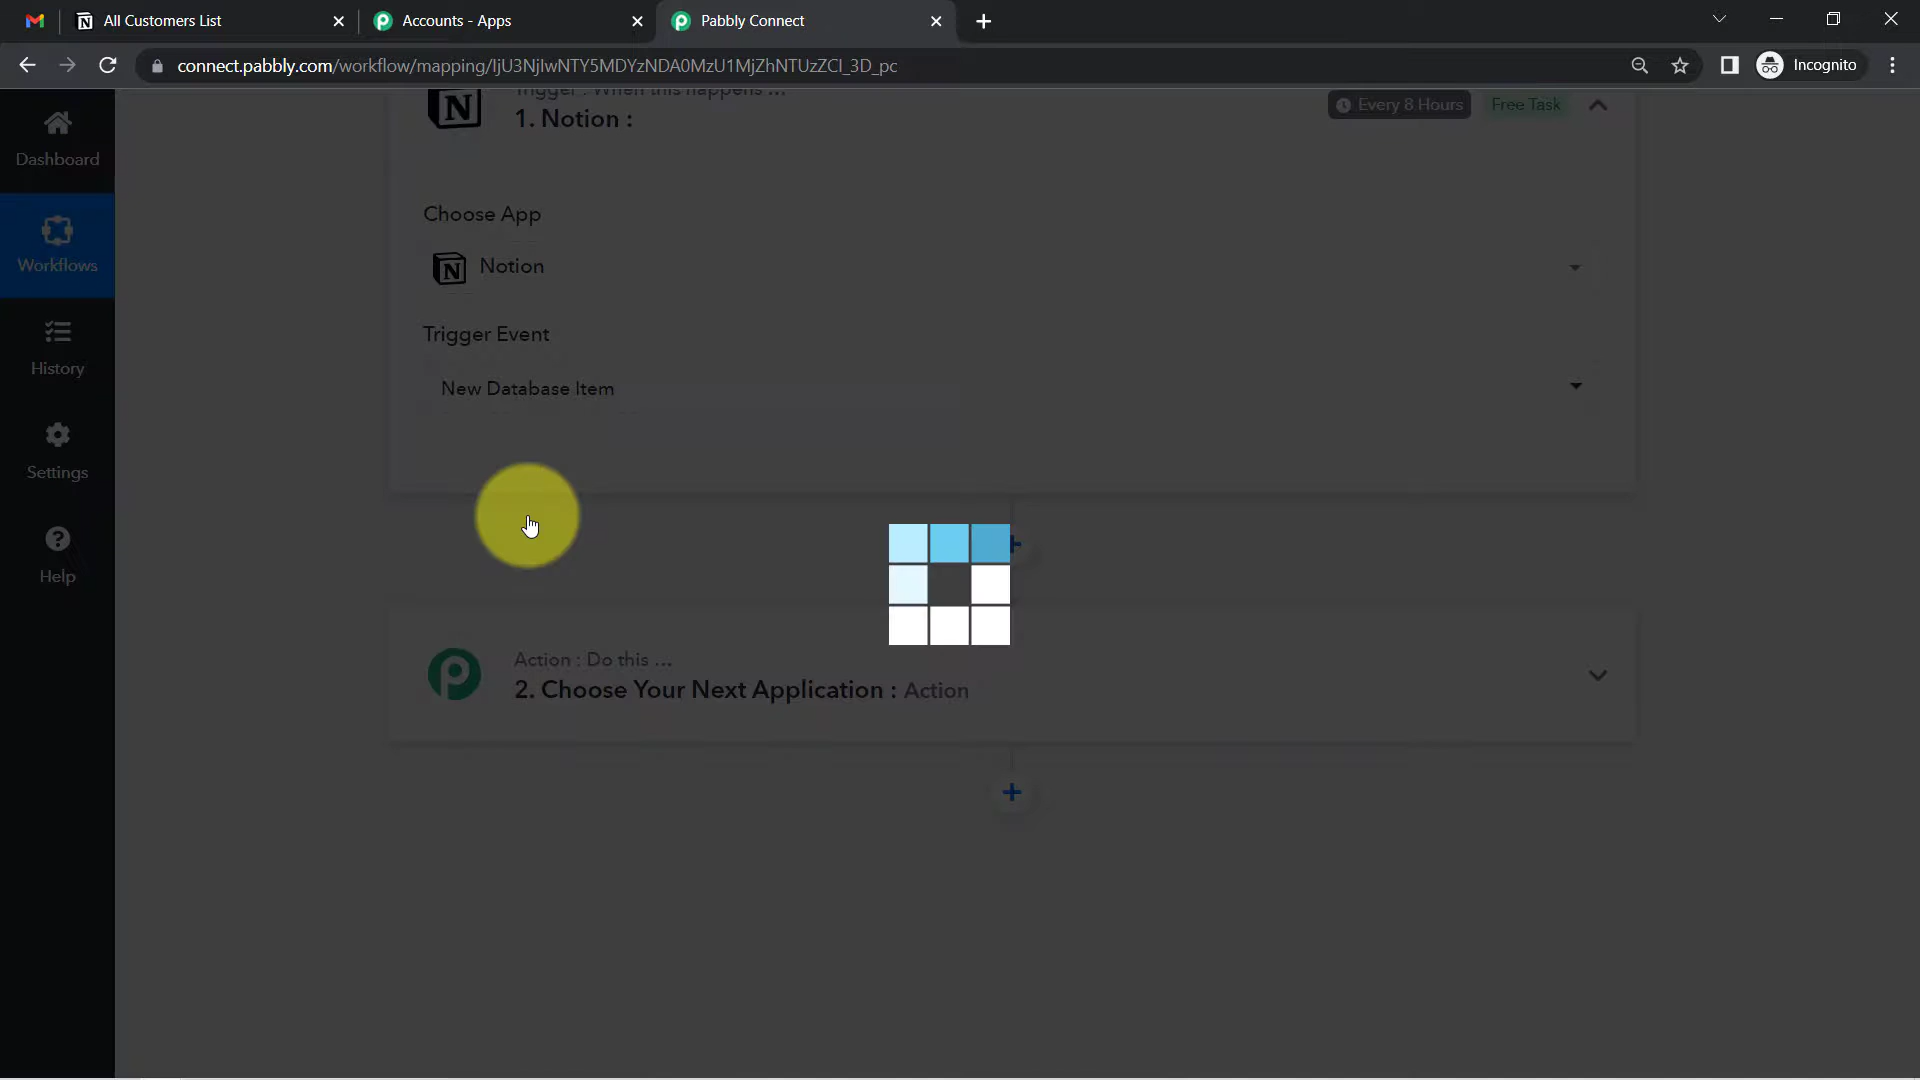 All Customers List
Accounts - Apps
Pabbly Connect
connect.pabbly.com/workflow/mapping/IjU3NjIwNTY5MDYzNDA0MzU1MjZhNTUzZCI_3D_pc
Incognito
Dashboard
Workflows
History
Settings
Help
Trigger : When this happens ...
1. Notion :
Every 8 Hours
Free Task
Choose App
Notion
Trigger Event
New Database Item
Action : Do this ...
2. Choose Your Next Application : Action